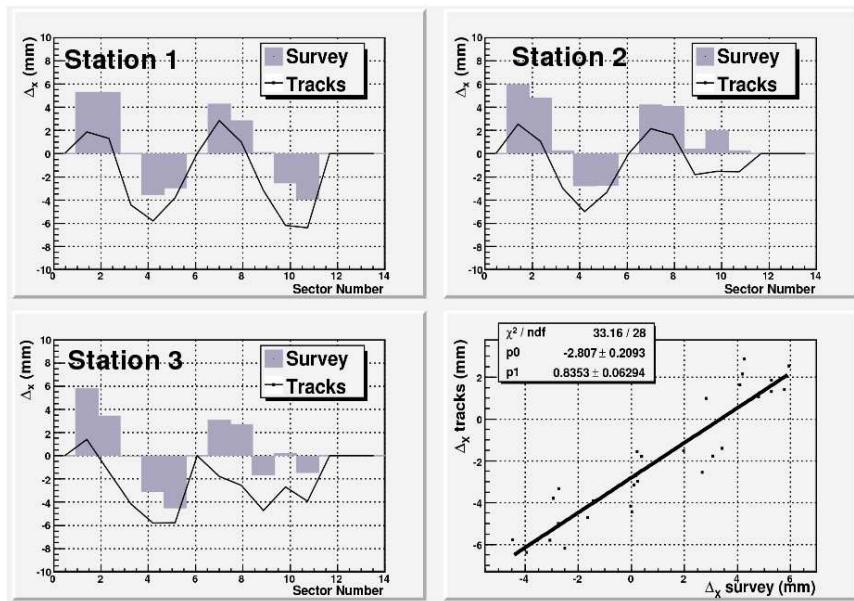 Station 1
Survey
Tracks
Δx (mm)
10
8
6
4
2
0
-2
-4
-6
-8
-10
0 2 4 6 8 10 12 14
Sector Number
Station 2
Survey
Tracks
Δx (mm)
10
8
6
4
2
0
-2
-4
-6
-8
-10
0 2 4 6 8 10 12 14
Sector Number
Station 3
Survey
Tracks
Δx (mm)
10
8
6
4
2
0
-2
-4
-6
-8
-10
0 2 4 6 8 10 12 14
Sector Number
χ² / ndf 33.16 / 28
p0 -2.807 ± 0.2093
p1 0.8353 ± 0.06294
Δx tracks (mm)
2
0
-2
-4
-6
-4 -2 0 2 4 6
Δx survey (mm)